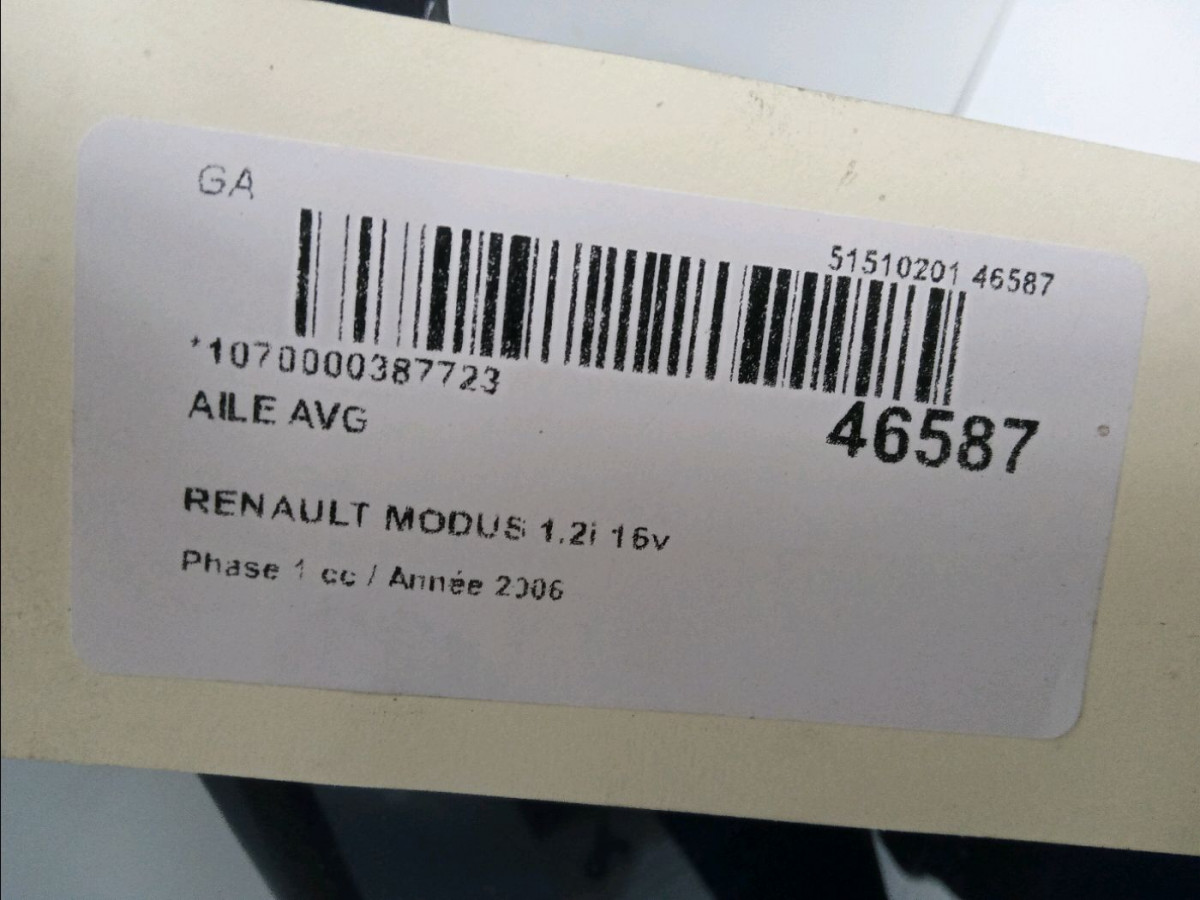 GA
51510201 46587
*1070000387723
46587
AILE AVG
RENAULT MODUS 1.2i 16v
Phase 1 cc / Année 2006